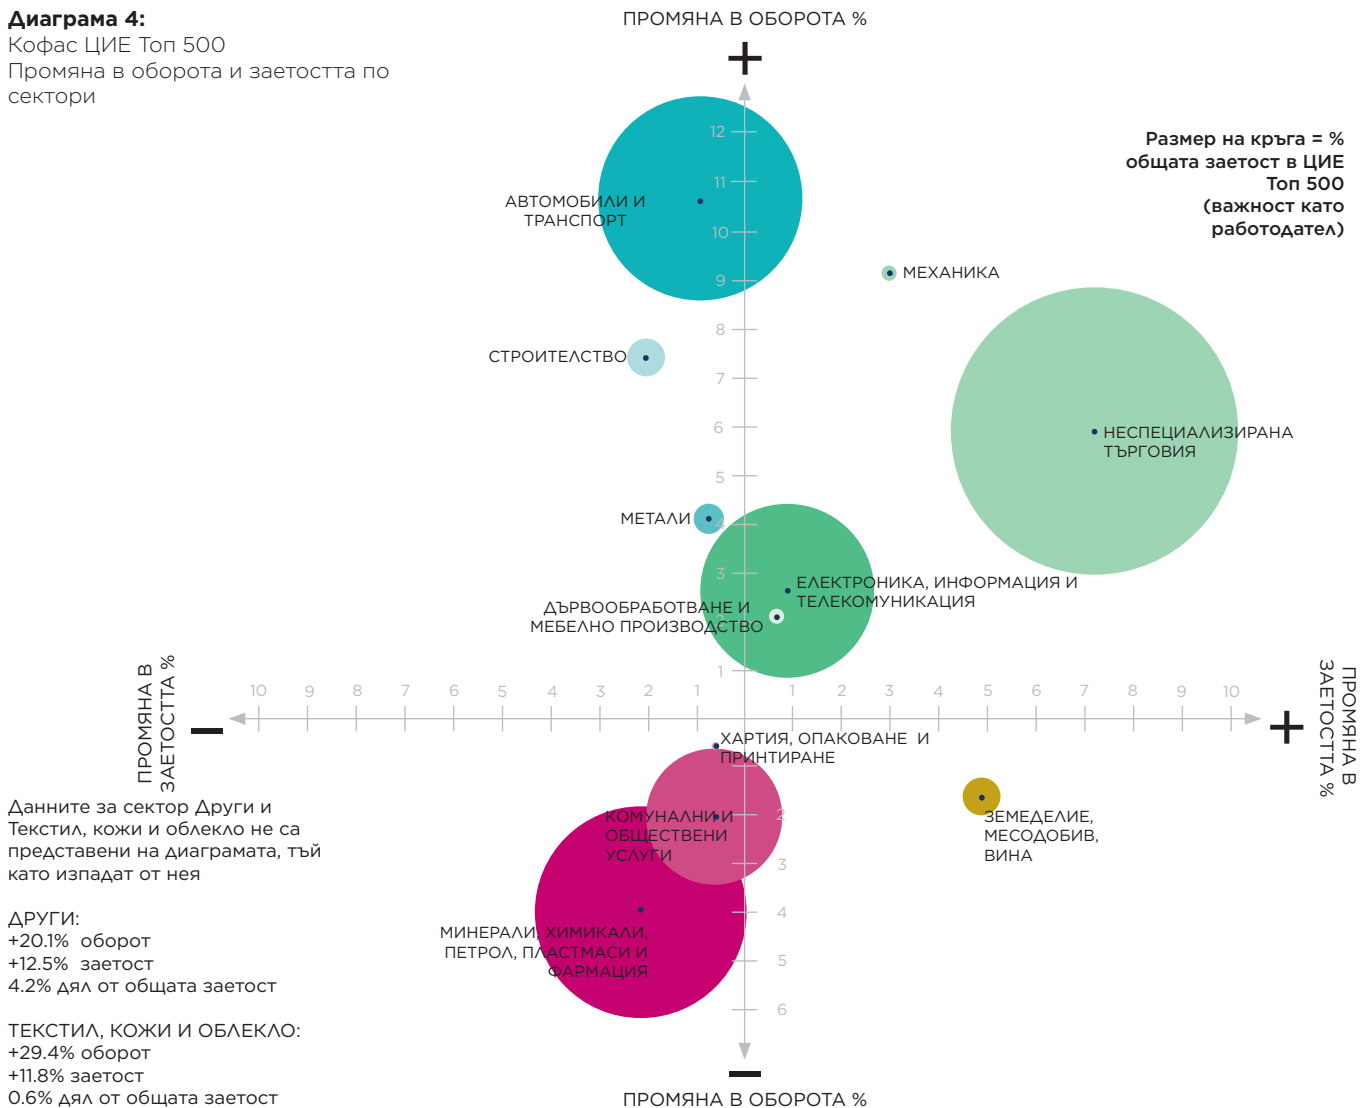 Диаграма 4:
Кофас ЦИЕ Топ 500
Промяна в оборота и заетостта по
сектори
ПРОМЯНА В ОБОРОТА %
+
Размер на кръга = %
общата заетост в ЦИЕ
Топ 500
(важност като
работодател)
12
11
10
9
8
7
6
5
4
3
2
1
АВТОМОБИЛИ И
ТРАНСПОРТ
МЕХАНИКА
СТРОИТЕЛСТВО
НЕСПЕЦИАЛИЗИРАНА
ТЪРГОВИЯ
МЕТАЛИ
ЕЛЕКТРОНИКА, ИНФОРМАЦИЯ И
ТЕЛЕКОМУНИКАЦИЯ
ДЪРВООБРАБОТВАНЕ И
МЕБЕЛНО ПРОИЗВОДСТВО
ПРОМЯНА В
ЗАЕТОСТТА %
−
10 9 8 7 6 5 4 3 2 1 1 2 3 4 5 6 7 8 9 10
+
ПРОМЯНА В
ЗАЕТОСТТА %
ХАРТИЯ, ОПАКОВАНЕ И
ПРИНТИРАНЕ
КОМУНАЛНИ И
ОБЩЕСТВЕНИ
УСЛУГИ
ЗЕМЕДЕЛИЕ,
МЕСОДОБИВ,
ВИНА
МИНЕРАЛИ, ХИМИКАЛИ,
ПЕТРОЛ, ПЛАСТМАСИ И
ФАРМАЦИЯ
2
3
4
5
6
−
ПРОМЯНА В ОБОРОТА %
Данните за сектор Други и
Текстил, кожи и облекло не са
представени на диаграмата, тъй
като изпадат от нея
ДРУГИ:
+20.1% оборот
+12.5% заетост
4.2% дял от общата заетост
ТЕКСТИЛ, КОЖИ И ОБЛЕКЛО:
+29.4% оборот
+11.8% заетост
0.6% дял от общата заетост